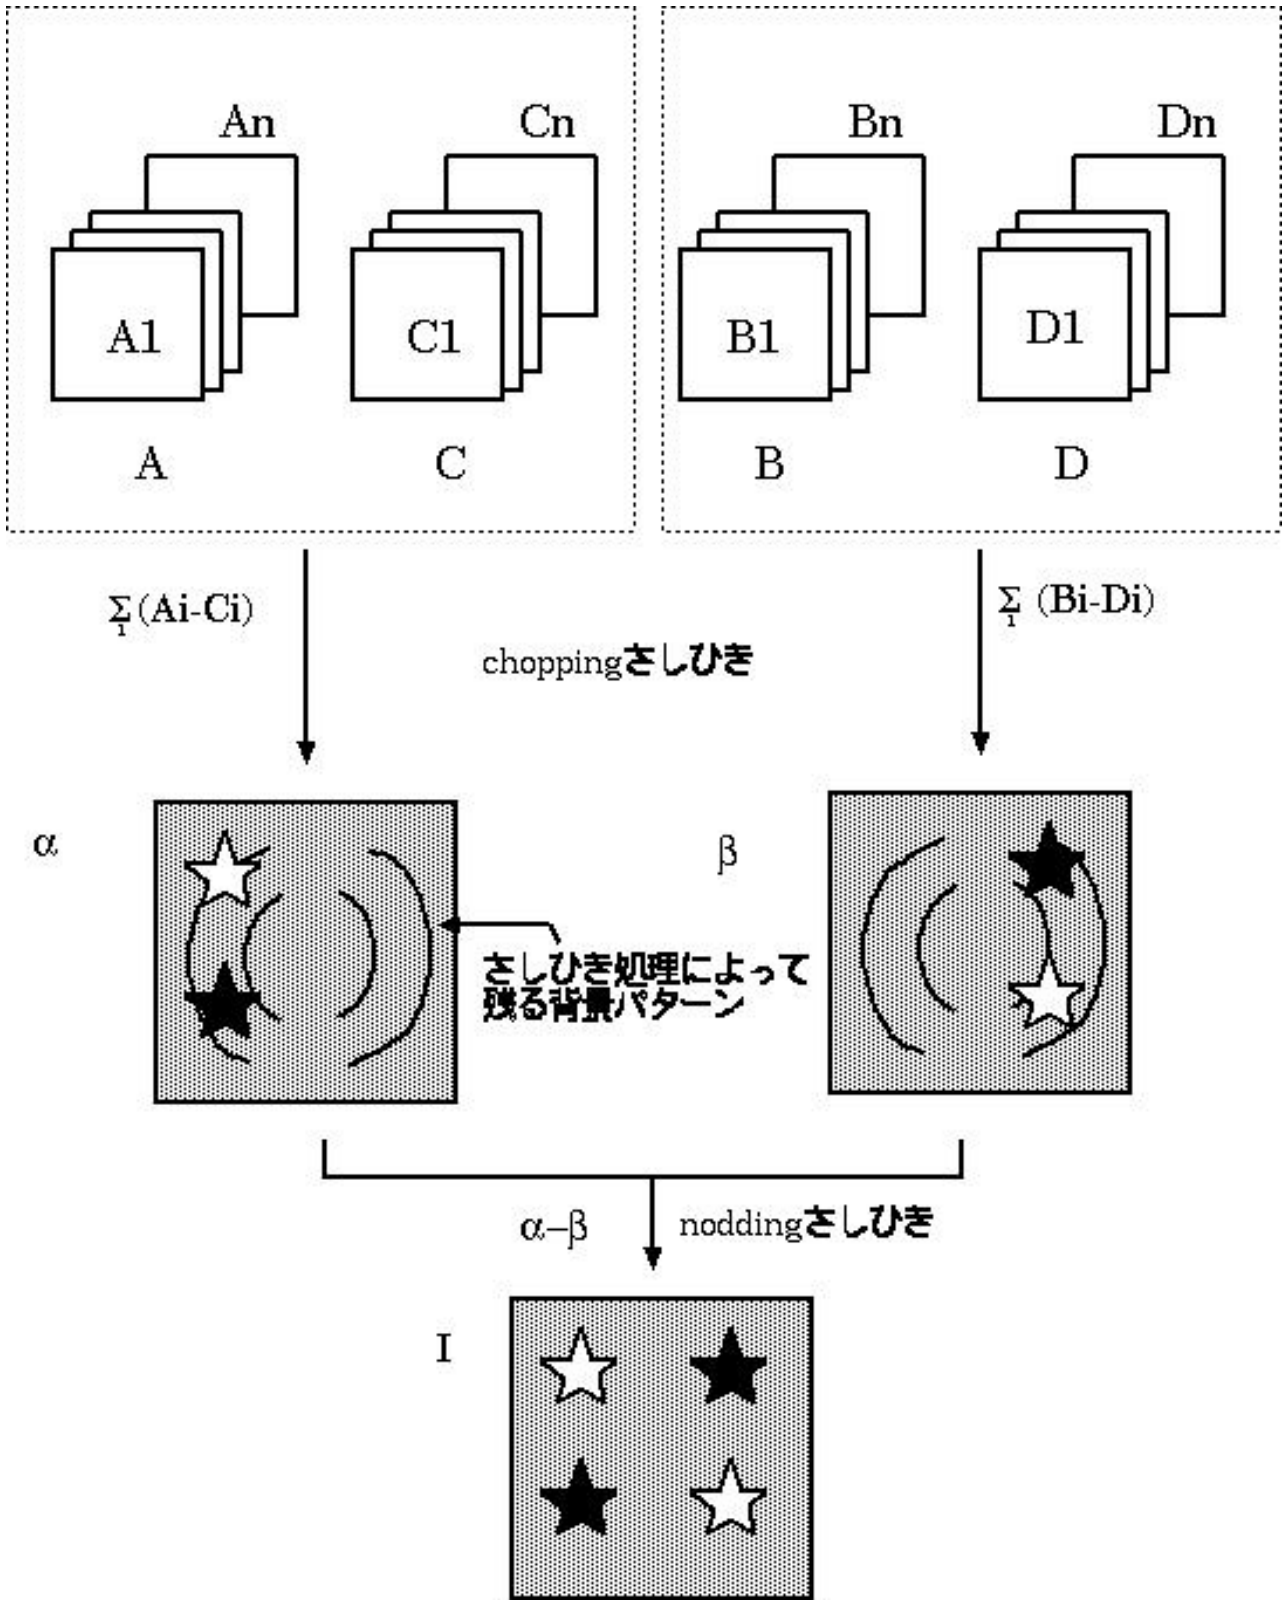 An Cn Bn Dn
A1 C1 B1 D1
A C B D
Σ(Ai-Ci)
i
Σ (Bi-Di)
i
choppingさしひき
α
β
さしひき処理によって
残る背景パターン
α−β
noddingさしひき
I